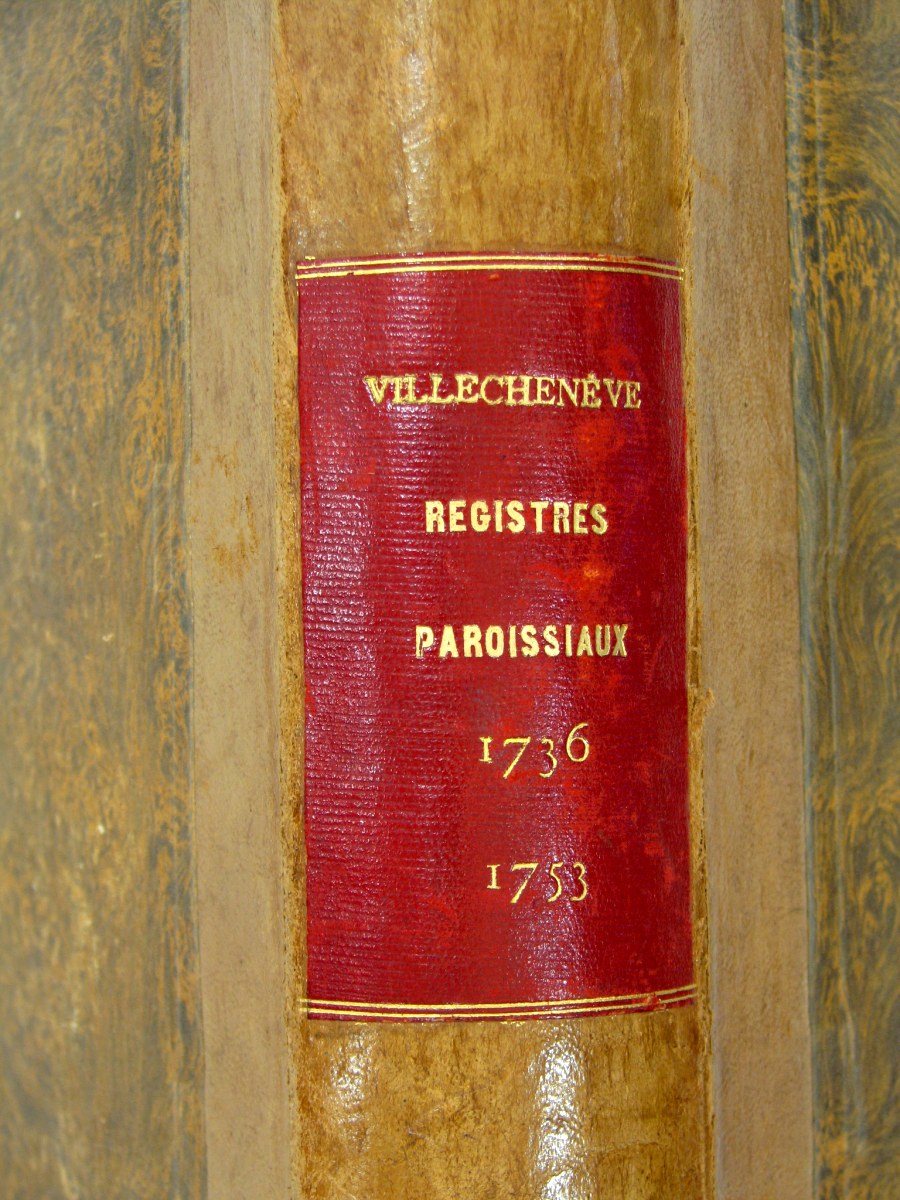 VILLECHENÈVE
REGISTRES
PAROISSIAUX
1736
1753